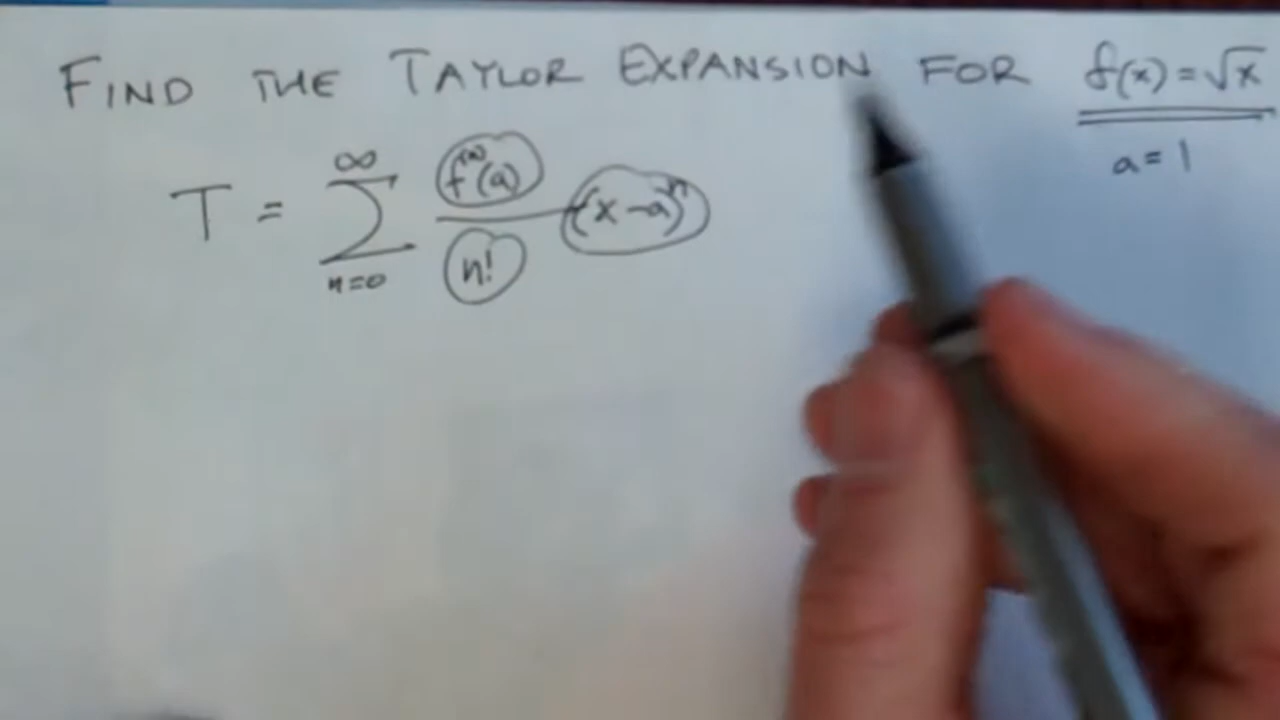 FIND THE TAYLOR EXPANSION FOR f(x) = √x
a = 1
T = ∑_{n=0}^{∞} f^{(n)}(a)/n! (x-a)^n